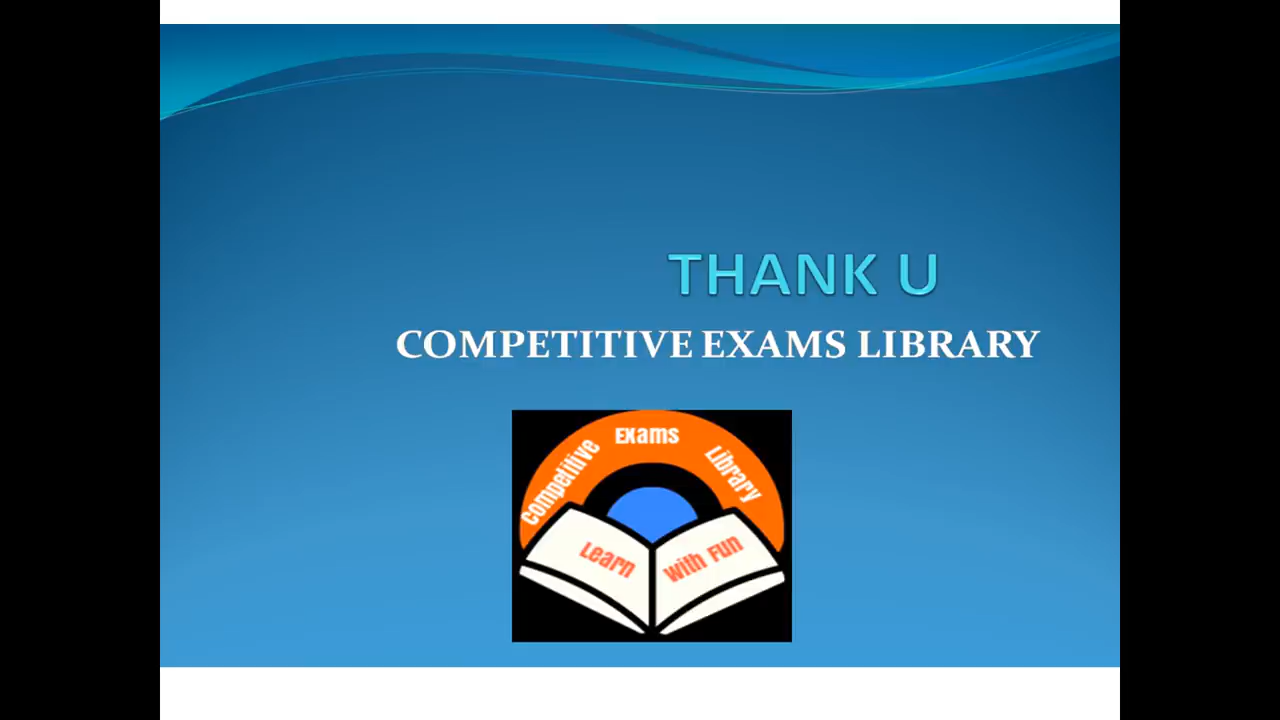 THANK U
COMPETITIVE EXAMS LIBRARY
Competitive Exams Library
Learn with Fun